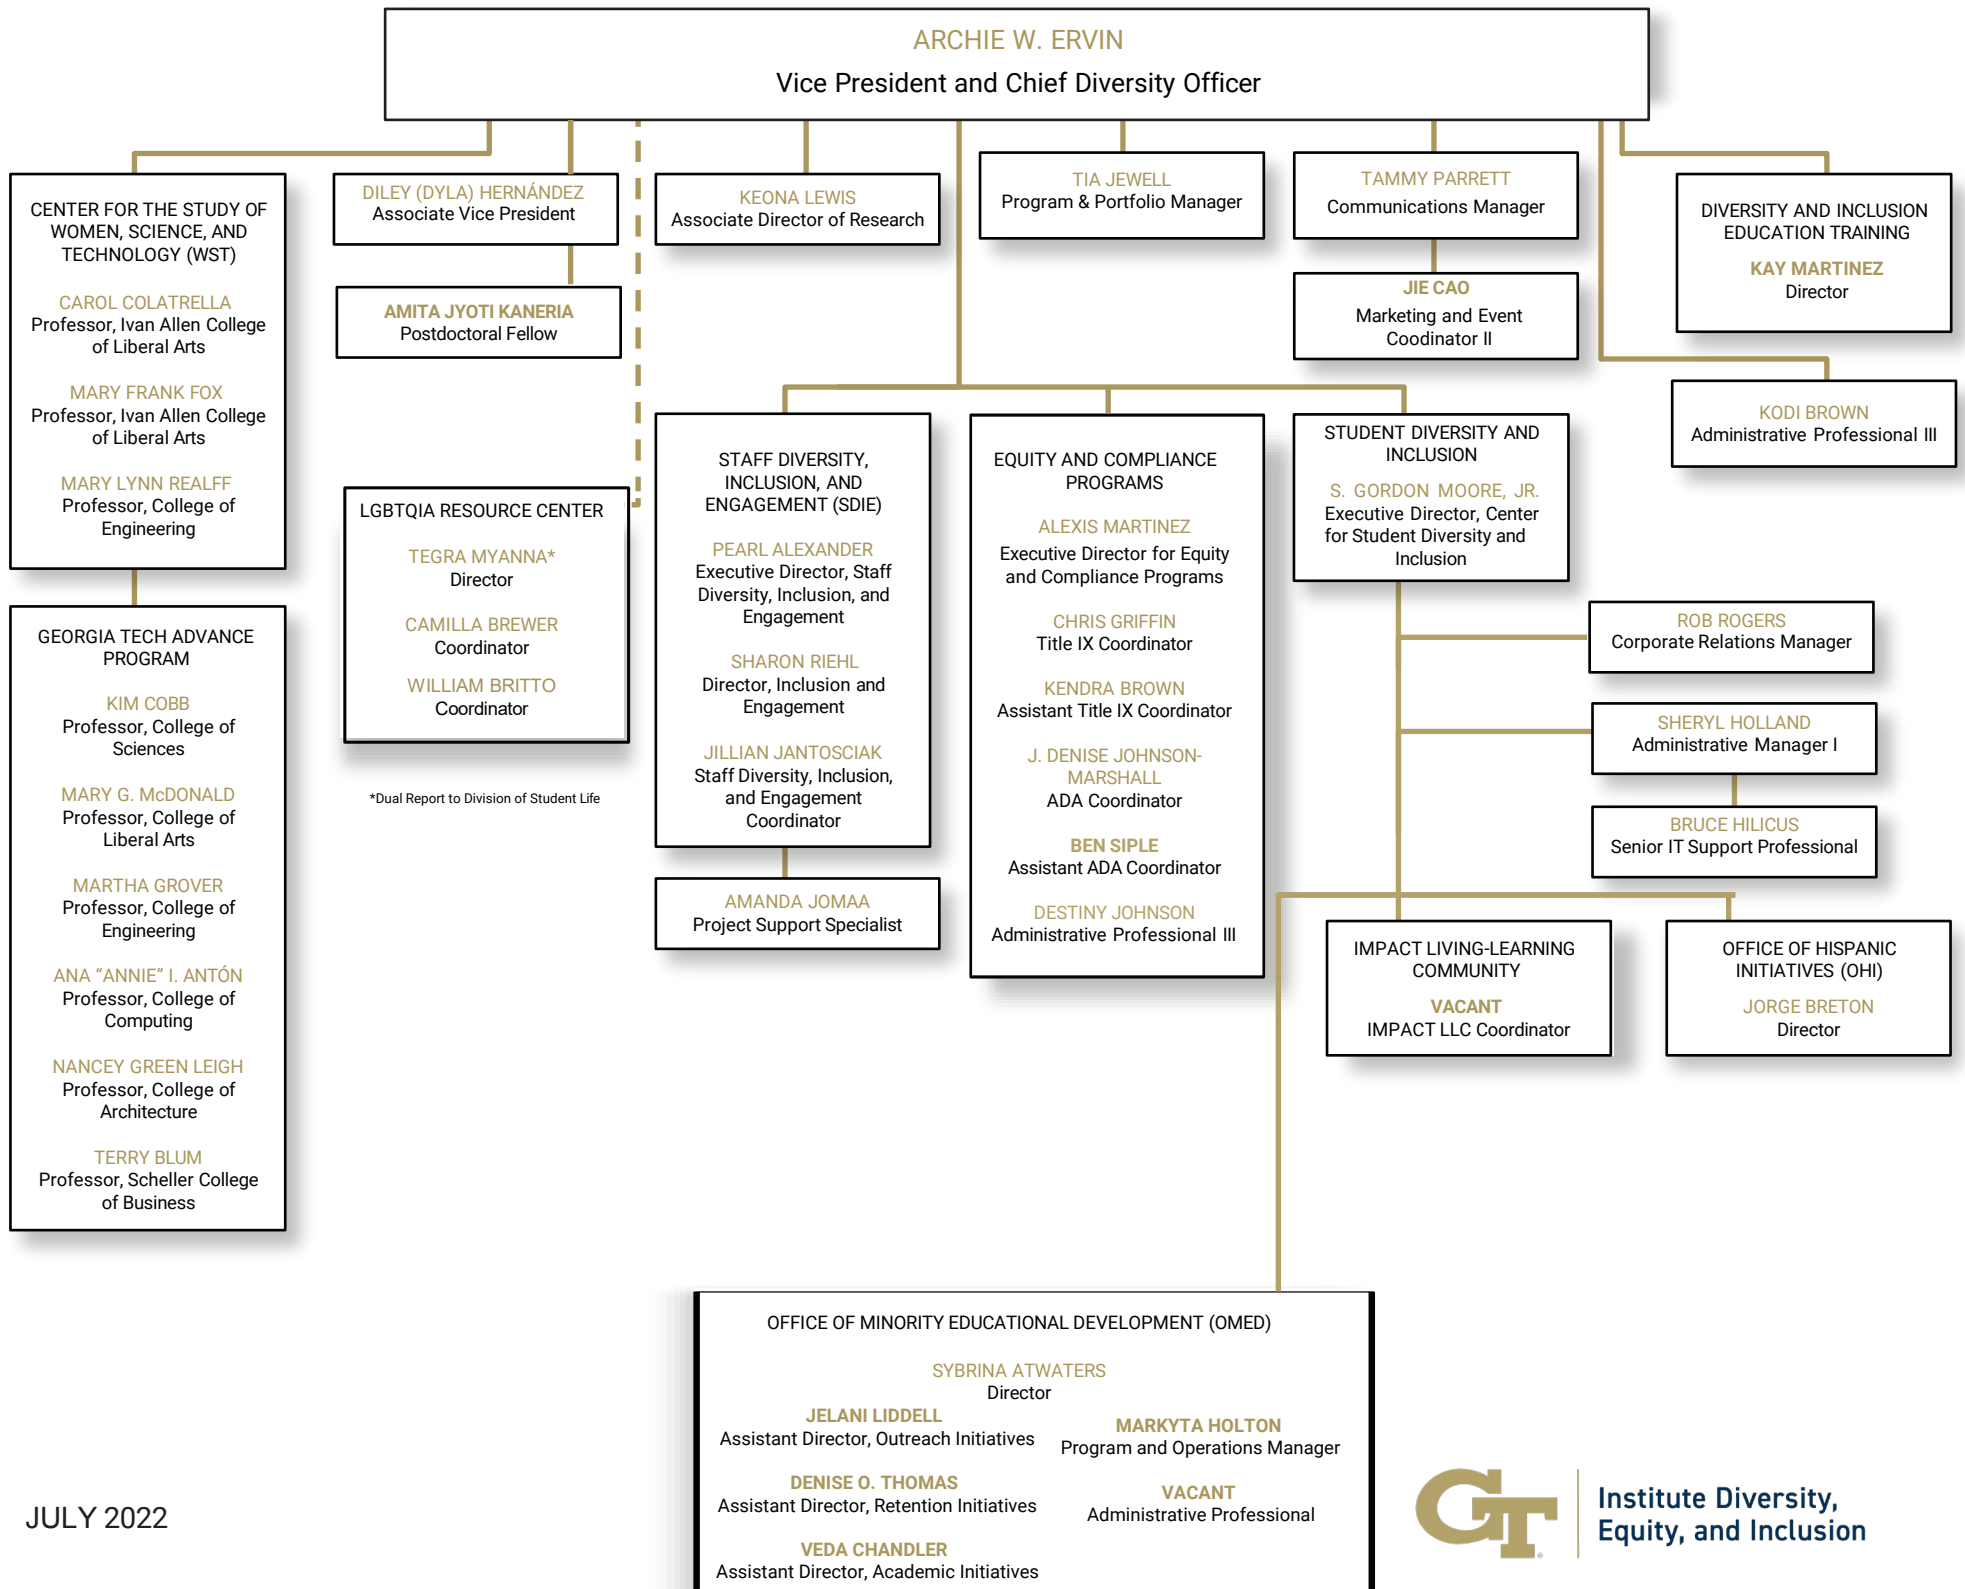 ARCHIE W. ERVIN
Vice President and Chief Diversity Officer
CENTER FOR THE STUDY OF
WOMEN, SCIENCE, AND
TECHNOLOGY (WST)
CAROL COLATRELLA
Professor, Ivan Allen College
of Liberal Arts
MARY FRANK FOX
Professor, Ivan Allen College
of Liberal Arts
MARY LYNN REALFF
Professor, College of
Engineering
GEORGIA TECH ADVANCE
PROGRAM
KIM COBB
Professor, College of
Sciences
MARY G. McDONALD
Professor, College of
Liberal Arts
MARTHA GROVER
Professor, College of
Engineering
ANA “ANNIE” I. ANTÓN
Professor, College of
Computing
NANCEY GREEN LEIGH
Professor, College of
Architecture
TERRY BLUM
Professor, Scheller College
of Business
DILEY (DYLA) HERNÁNDEZ
Associate Vice President
AMITA JYOTI KANERIA
Postdoctoral Fellow
LGBTQIA RESOURCE CENTER
TEGRA MYANNA*
Director
CAMILLA BREWER
Coordinator
WILLIAM BRITTO
Coordinator
*Dual Report to Division of Student Life
KEONA LEWIS
Associate Director of Research
TIA JEWELL
Program & Portfolio Manager
TAMMY PARRETT
Communications Manager
JIE CAO
Marketing and Event
Coodinator II
DIVERSITY AND INCLUSION
EDUCATION TRAINING
KAY MARTINEZ
Director
KODI BROWN
Administrative Professional III
STAFF DIVERSITY,
INCLUSION, AND
ENGAGEMENT (SDIE)
PEARL ALEXANDER
Executive Director, Staff
Diversity, Inclusion, and
Engagement
SHARON RIEHL
Director, Inclusion and
Engagement
JILLIAN JANTOSCIAK
Staff Diversity, Inclusion,
and Engagement
Coordinator
AMANDA JOMAA
Project Support Specialist
EQUITY AND COMPLIANCE
PROGRAMS
ALEXIS MARTINEZ
Executive Director for Equity
and Compliance Programs
CHRIS GRIFFIN
Title IX Coordinator
KENDRA BROWN
Assistant Title IX Coordinator
J. DENISE JOHNSON-
MARSHALL
ADA Coordinator
BEN SIPLE
Assistant ADA Coordinator
DESTINY JOHNSON
Administrative Professional III
STUDENT DIVERSITY AND
INCLUSION
S. GORDON MOORE, JR.
Executive Director, Center
for Student Diversity and
Inclusion
ROB ROGERS
Corporate Relations Manager
SHERYL HOLLAND
Administrative Manager I
BRUCE HILICUS
Senior IT Support Professional
IMPACT LIVING-LEARNING
COMMUNITY
VACANT
IMPACT LLC Coordinator
OFFICE OF HISPANIC
INITIATIVES (OHI)
JORGE BRETON
Director
OFFICE OF MINORITY EDUCATIONAL DEVELOPMENT (OMED)
SYBRINA ATWATERS
Director
JELANI LIDDELL
Assistant Director, Outreach Initiatives
DENISE O. THOMAS
Assistant Director, Retention Initiatives
VEDA CHANDLER
Assistant Director, Academic Initiatives
MARKYTA HOLTON
Program and Operations Manager
VACANT
Administrative Professional
JULY 2022
GT
Institute Diversity,
Equity, and Inclusion